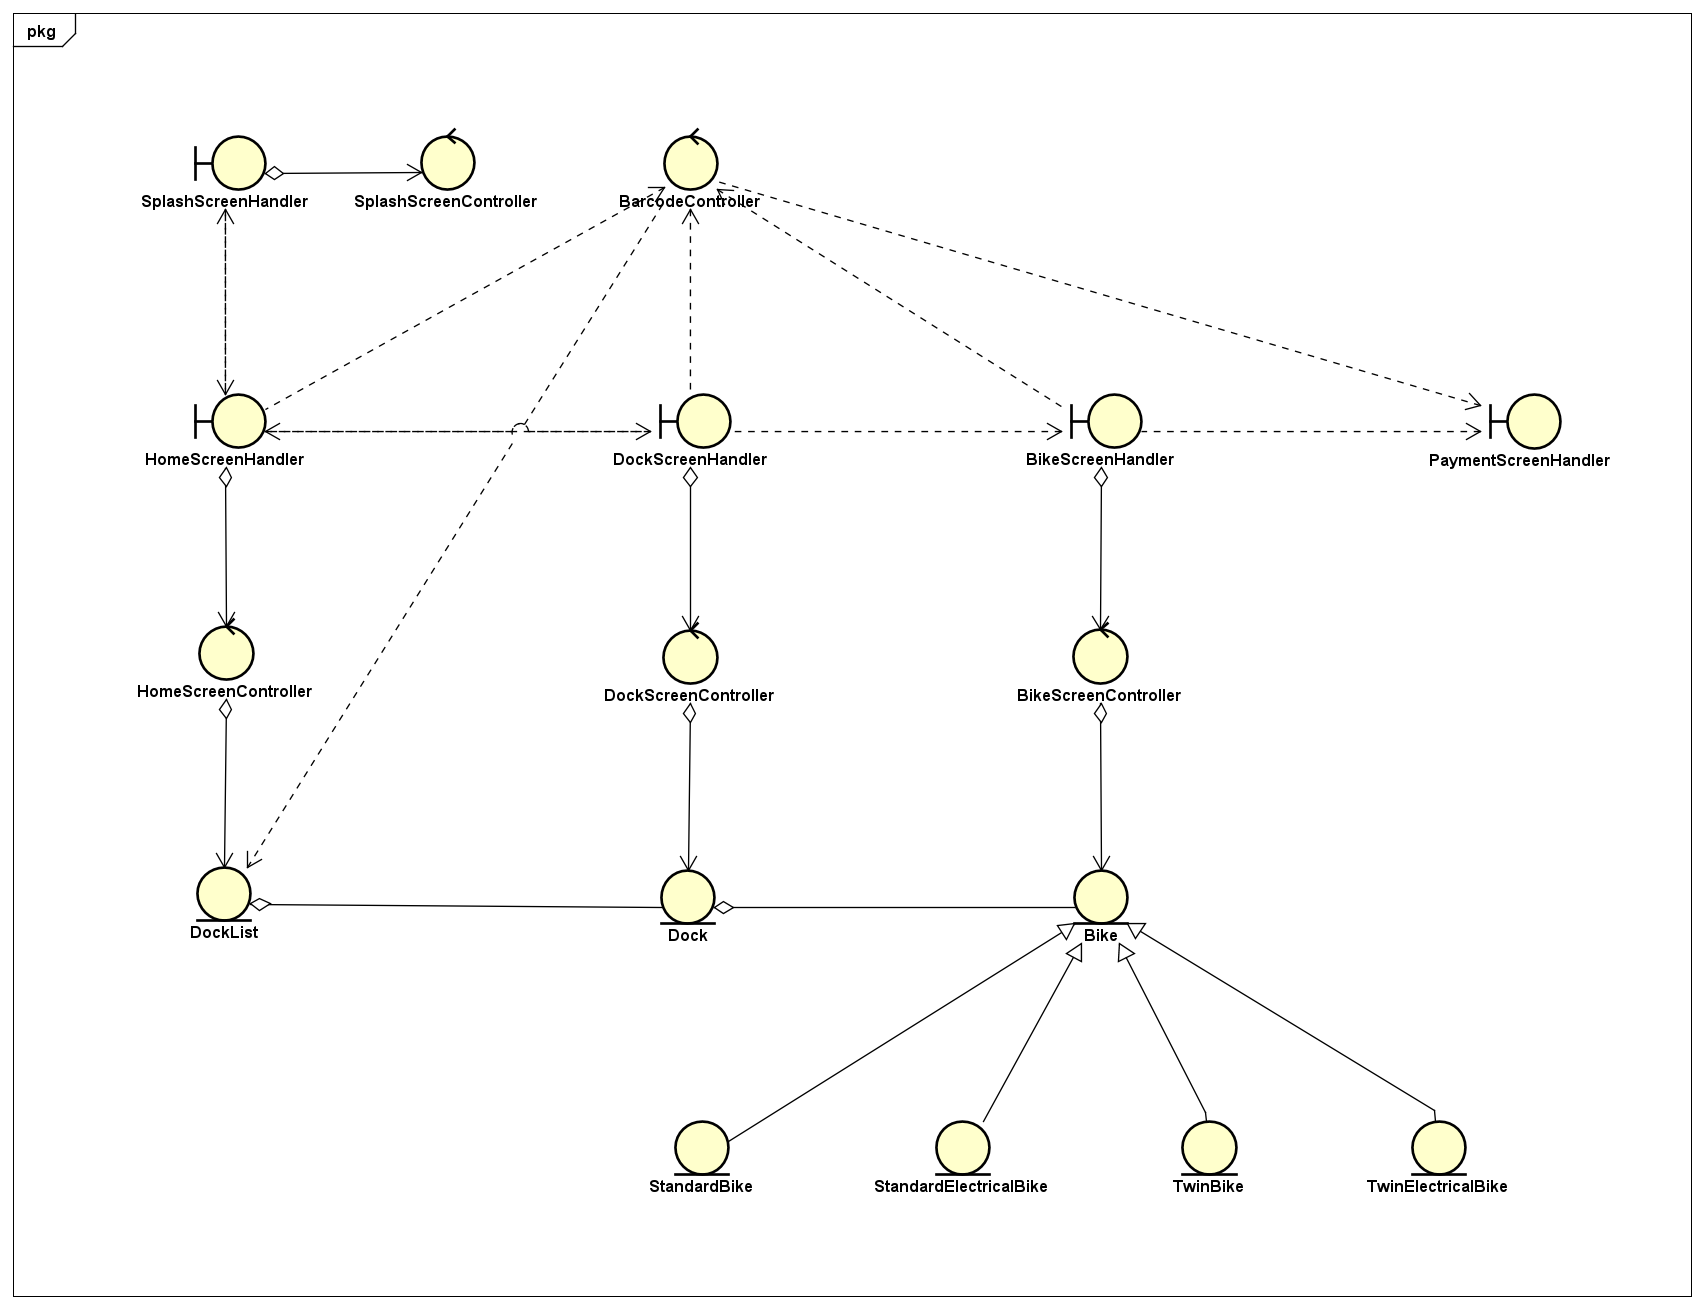 pkg
SplashScreenHandler
SplashScreenController
BarcodeController
HomeScreenHandler
DockScreenHandler
BikeScreenHandler
PaymentScreenHandler
HomeScreenController
DockScreenController
BikeScreenController
DockList
Dock
Bike
StandardBike
StandardElectricalBike
TwinBike
TwinElectricalBike